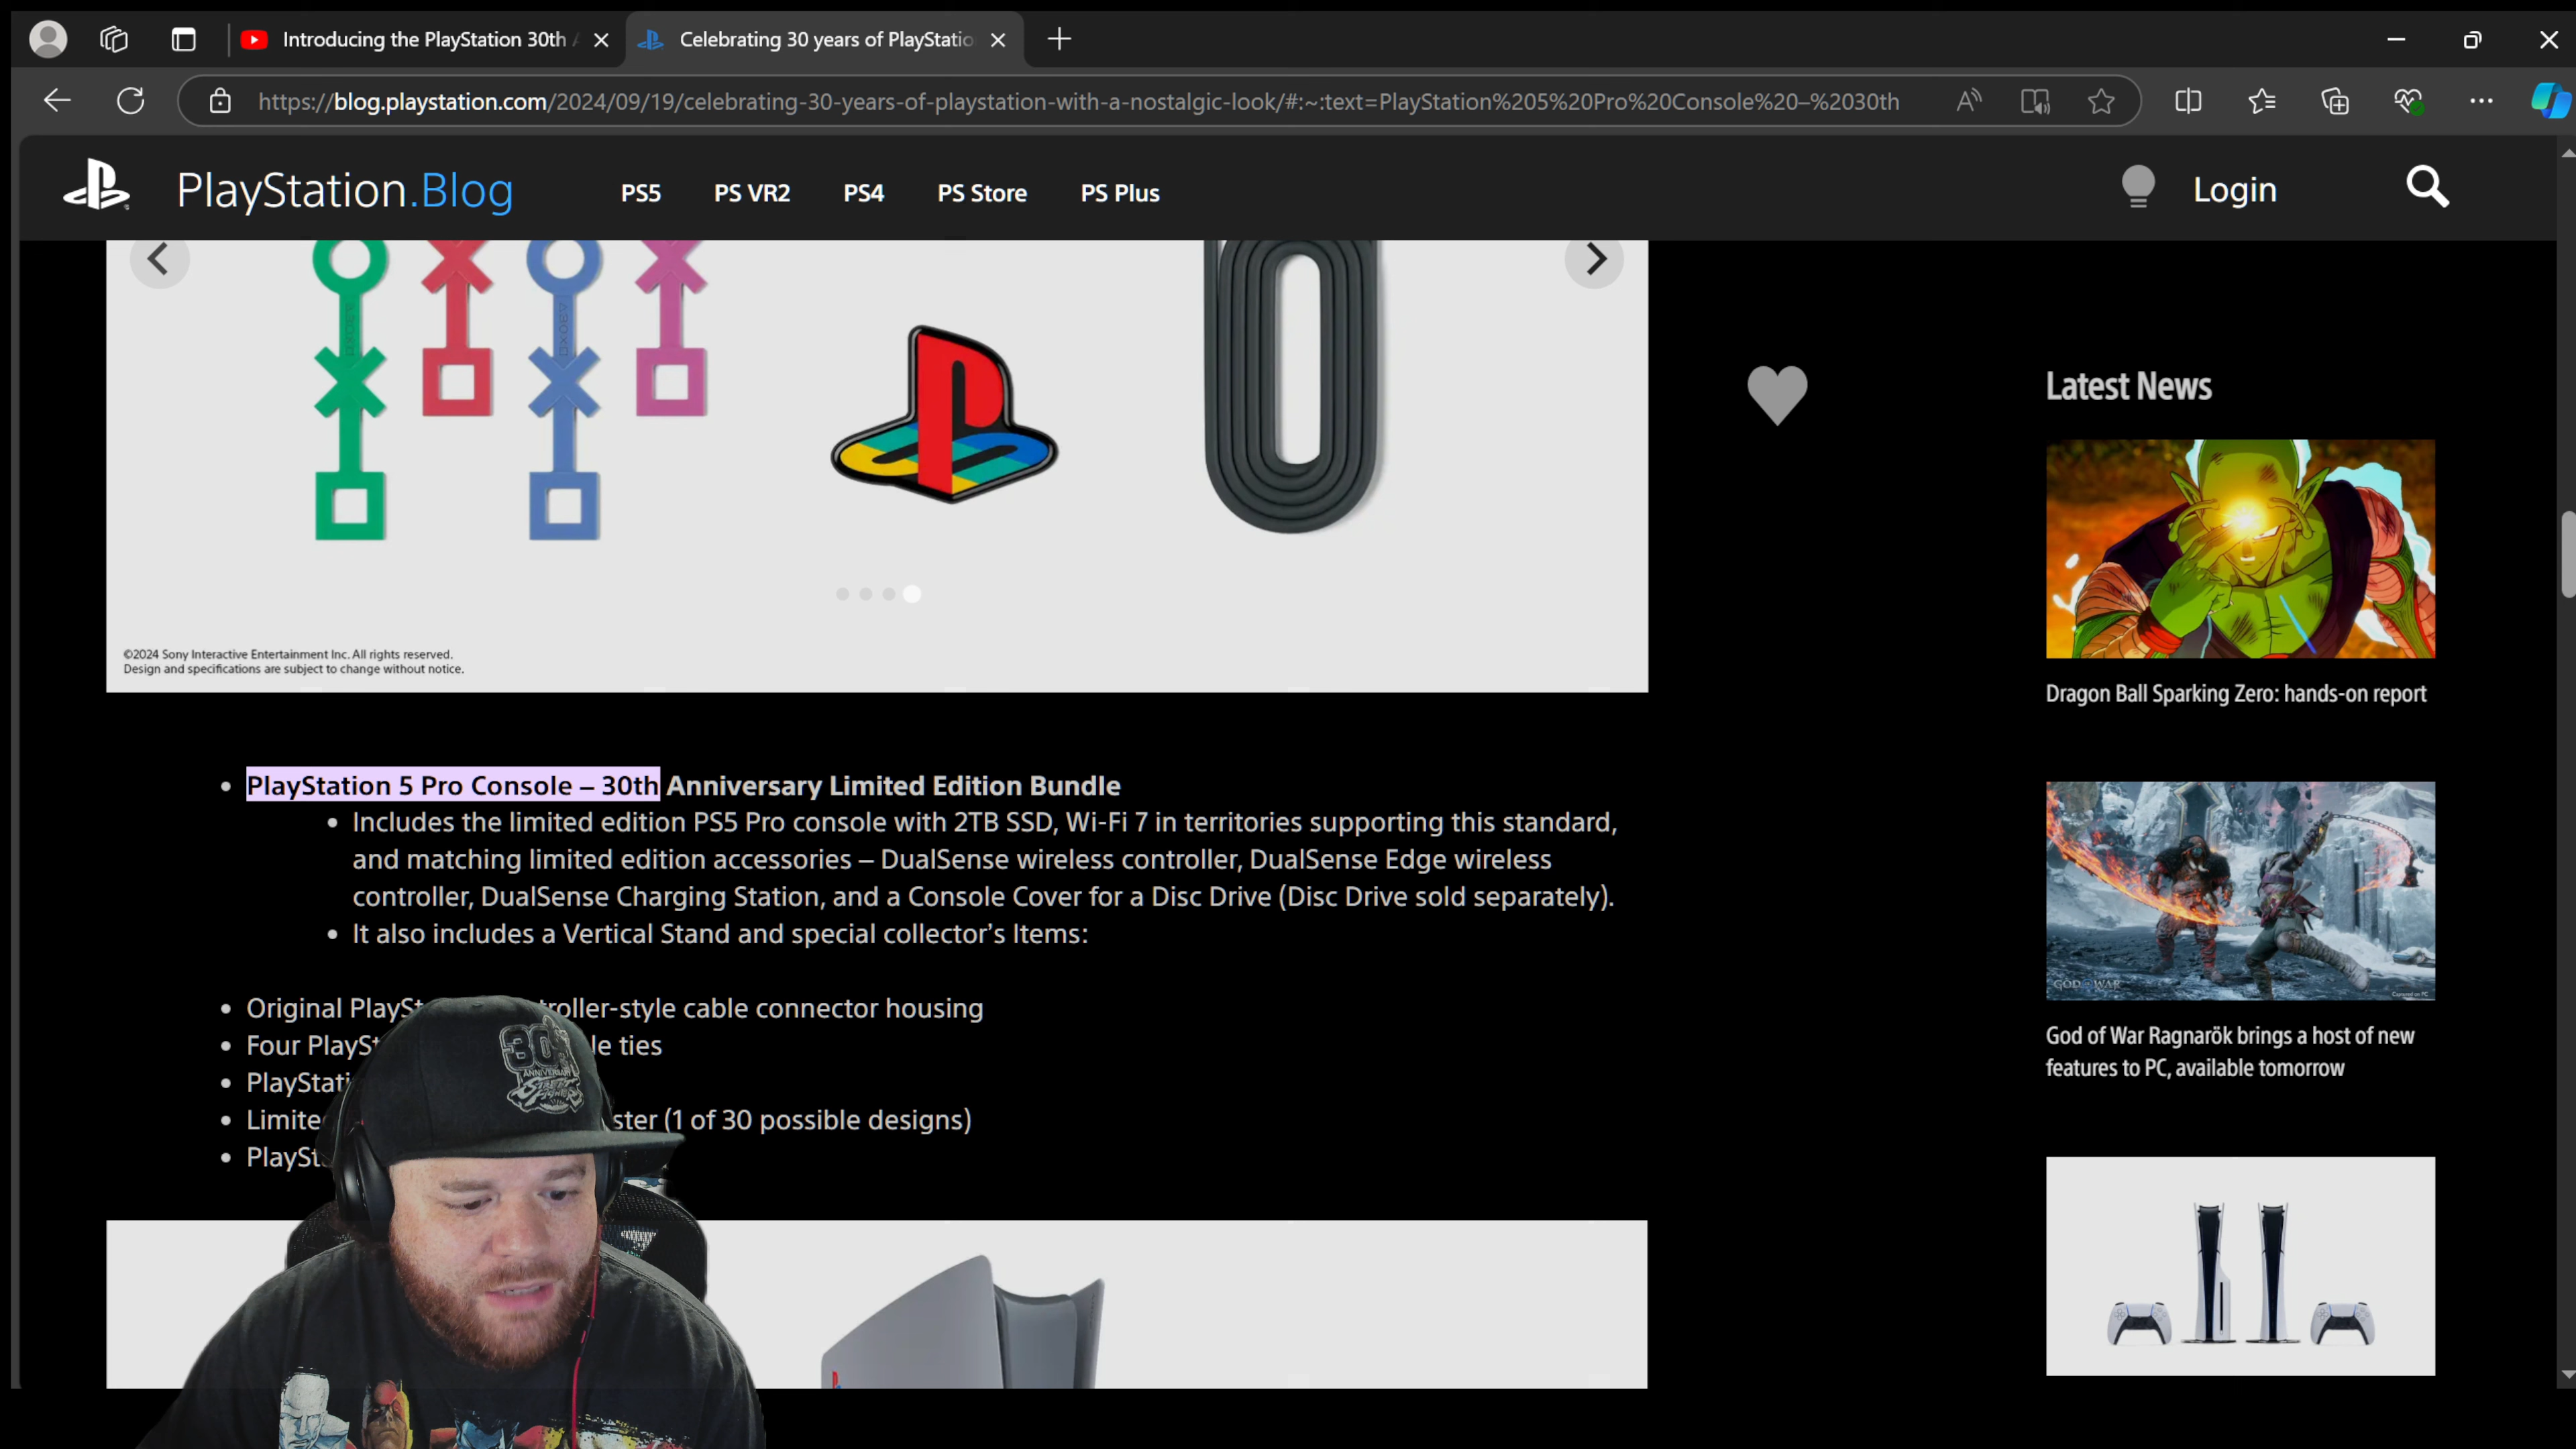 Introducing the PlayStation 30th
Celebrating 30 years of PlayStatio
https://blog.playstation.com/2024/09/19/celebrating-30-years-of-playstation-with-a-nostalgic-look/#:~:text=PlayStation%205%20Pro%20Console%20–%2030th
PlayStation.Blog
PS5
PS VR2
PS4
PS Store
PS Plus
Login
©2024 Sony Interactive Entertainment Inc. All rights reserved.
Design and specifications are subject to change without notice.
• PlayStation 5 Pro Console – 30th Anniversary Limited Edition Bundle
• Includes the limited edition PS5 Pro console with 2TB SSD, Wi-Fi 7 in territories supporting this standard,
and matching limited edition accessories – DualSense wireless controller, DualSense Edge wireless
controller, DualSense Charging Station, and a Console Cover for a Disc Drive (Disc Drive sold separately).
• It also includes a Vertical Stand and special collector's Items:
• Original PlaySt troller-style cable connector housing
• Four PlaySt le ties
• PlayStati
• Limite ster (1 of 30 possible designs)
• PlaySta
30th
ANNIVERSARY
STREET
FIGHTER
Latest News
Dragon Ball Sparking Zero: hands-on report
GOD OF WAR
God of War Ragnarök brings a host of new
features to PC, available tomorrow